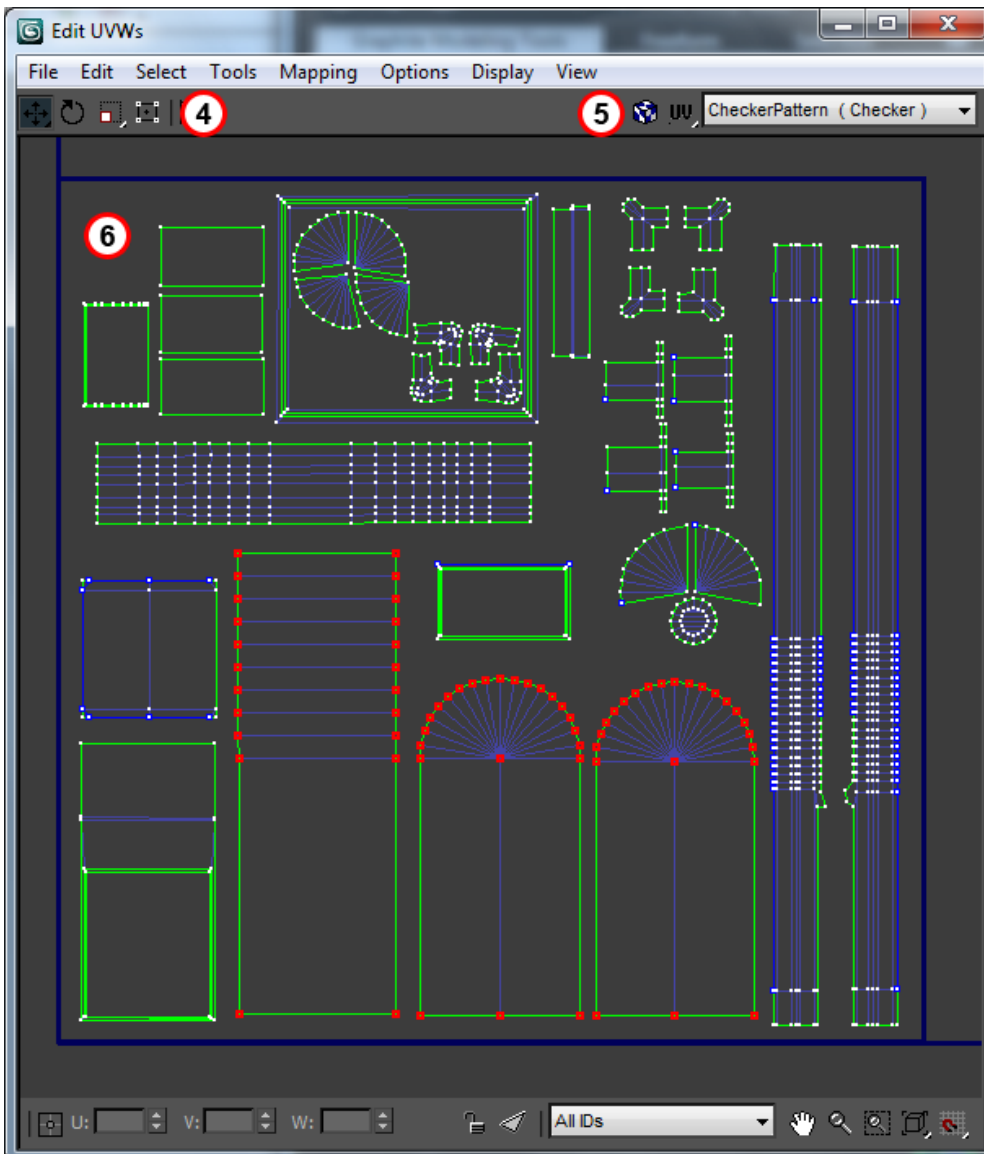 Edit UVWs
File Edit Select Tools Mapping Options Display View
4 5 UV CheckerPattern ( Checker )
6
U: V: W: All IDs